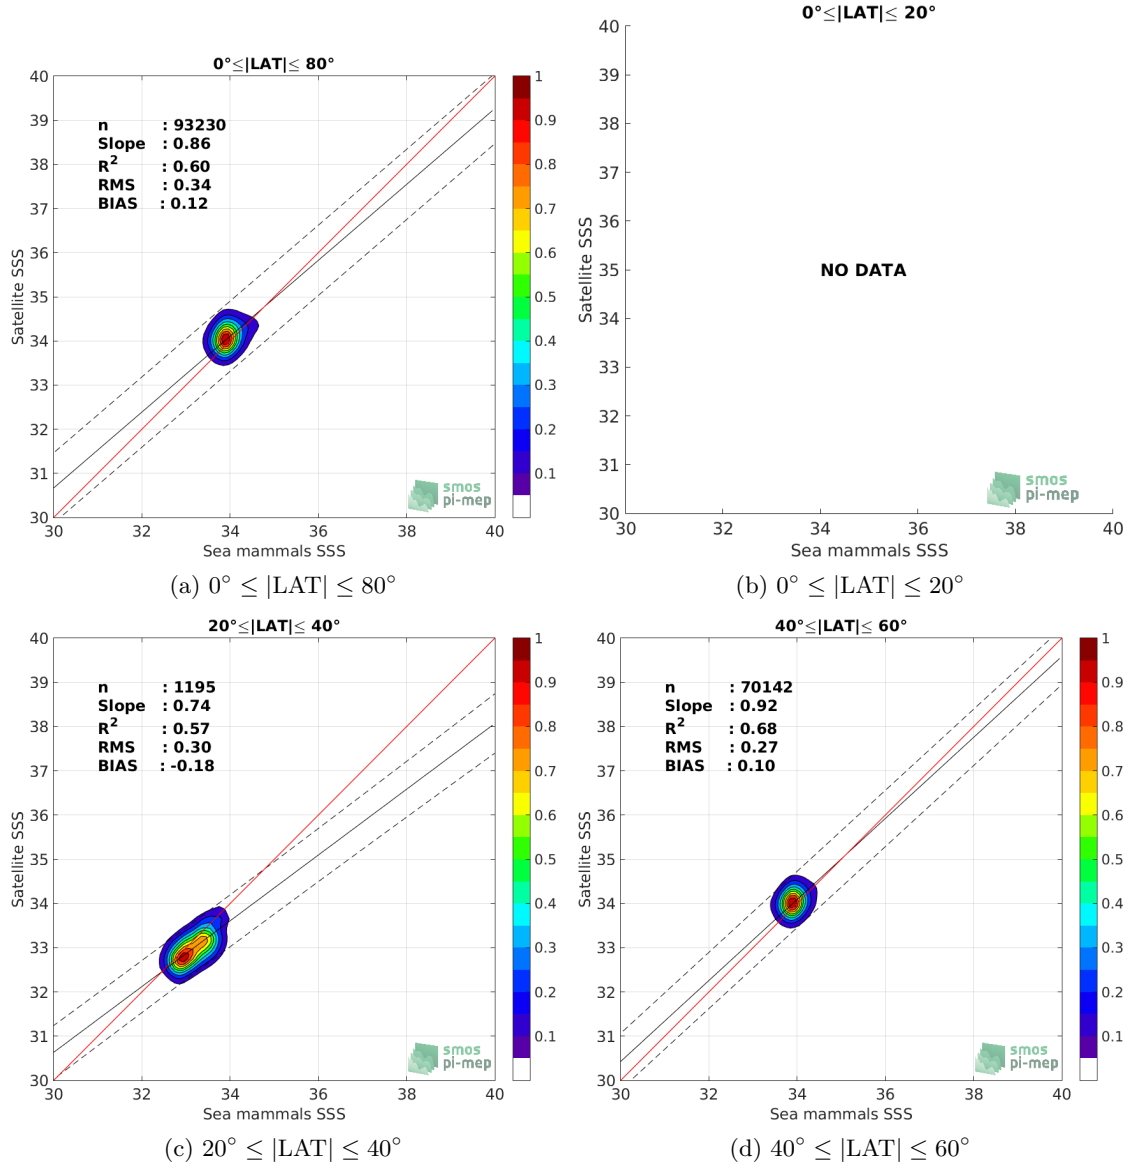 0°≤|LAT|≤ 80°
n : 93230
Slope : 0.86
R² : 0.60
RMS : 0.34
BIAS : 0.12
40
39
38
37
36
35
34
33
32
31
30
30 32 34 36 38 40
1
0.9
0.8
0.7
0.6
0.5
0.4
0.3
0.2
0.1
Satellite SSS
Sea mammals SSS
smos
pi-mep
(a) 0° ≤ |LAT| ≤ 80°
0°≤|LAT|≤ 20°
40
39
38
37
36
35
34
33
32
31
30
30 32 34 36 38 40
NO DATA
Satellite SSS
Sea mammals SSS
smos
pi-mep
(b) 0° ≤ |LAT| ≤ 20°
20°≤|LAT|≤ 40°
n : 1195
Slope : 0.74
R² : 0.57
RMS : 0.30
BIAS : -0.18
40
39
38
37
36
35
34
33
32
31
30
30 32 34 36 38 40
1
0.9
0.8
0.7
0.6
0.5
0.4
0.3
0.2
0.1
Satellite SSS
Sea mammals SSS
smos
pi-mep
(c) 20° ≤ |LAT| ≤ 40°
40°≤|LAT|≤ 60°
n : 70142
Slope : 0.92
R² : 0.68
RMS : 0.27
BIAS : 0.10
40
39
38
37
36
35
34
33
32
31
30
30 32 34 36 38 40
1
0.9
0.8
0.7
0.6
0.5
0.4
0.3
0.2
0.1
Satellite SSS
Sea mammals SSS
smos
pi-mep
(d) 40° ≤ |LAT| ≤ 60°